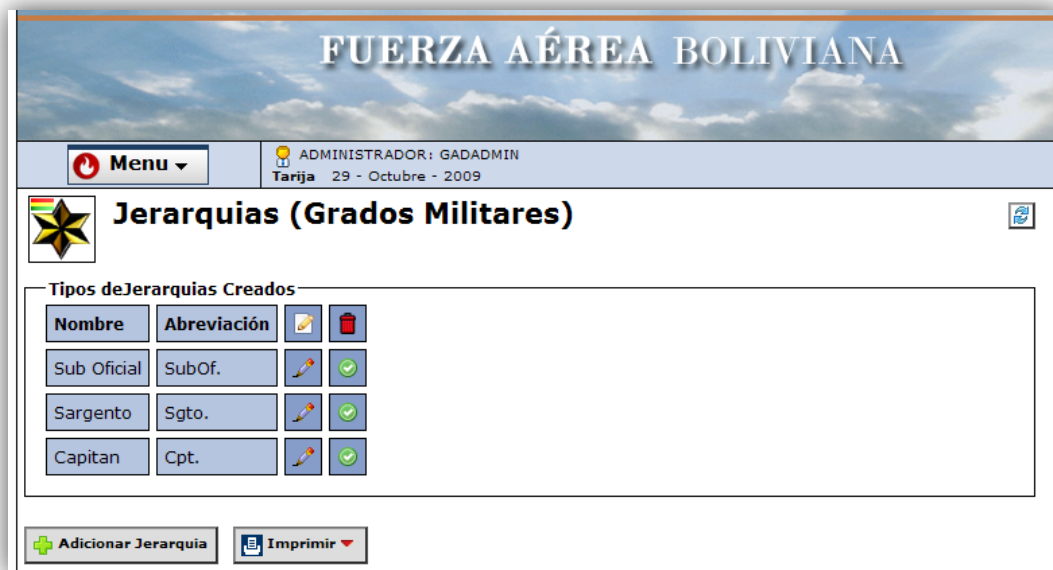 FUERZA AÉREA BOLIVIANA
Menu
ADMINISTRADOR: GADADMIN
Tarija 29 - Octubre - 2009
Jerarquias (Grados Militares)
Tipos deJerarquias Creados
Nombre Abreviación
Sub Oficial SubOf.
Sargento Sgto.
Capitan Cpt.
Adicionar Jerarquia Imprimir